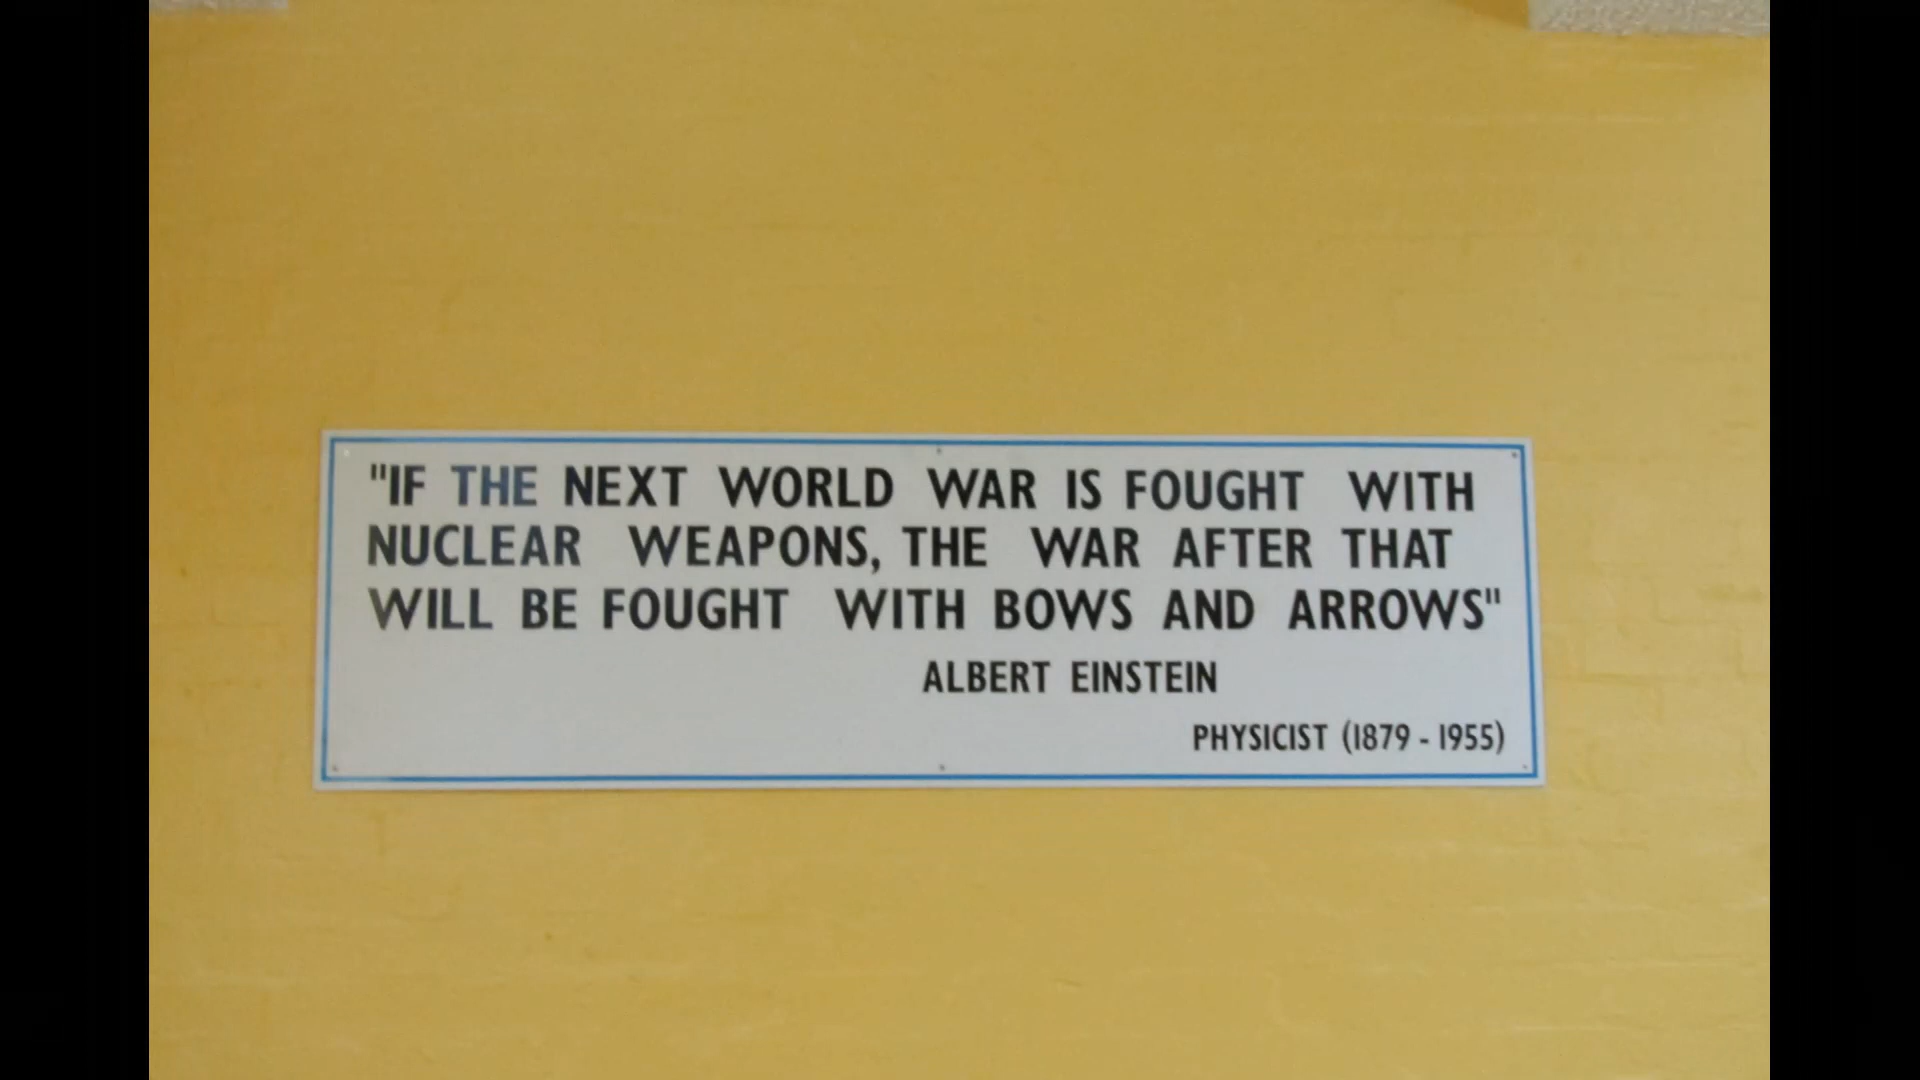 "IF THE NEXT WORLD WAR IS FOUGHT WITH
NUCLEAR WEAPONS, THE WAR AFTER THAT
WILL BE FOUGHT WITH BOWS AND ARROWS"
ALBERT EINSTEIN
PHYSICIST (1879 - 1955)